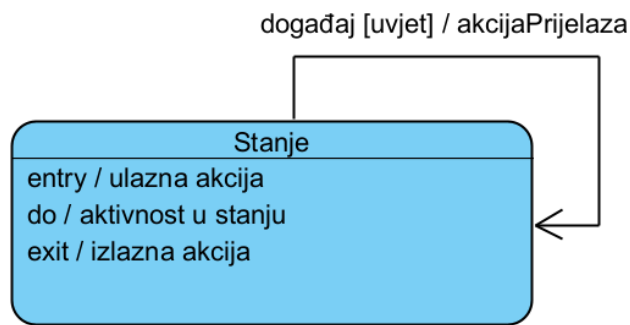 događaj [uvjet] / akcijaPrijelaza
Stanje
entry / ulazna akcija
do / aktivnost u stanju
exit / izlazna akcija